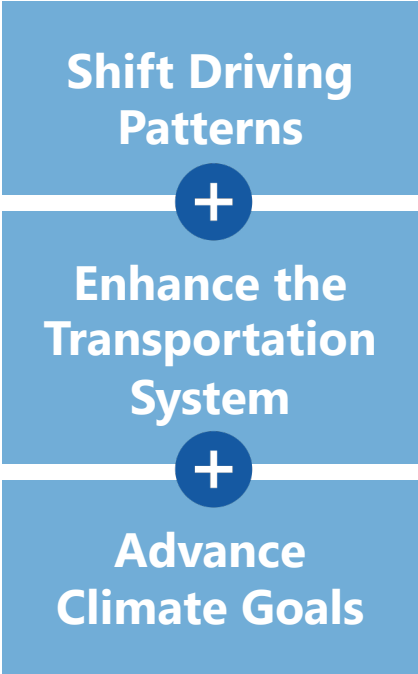 Shift Driving
Patterns
+
Enhance the
Transportation
System
+
Advance
Climate Goals